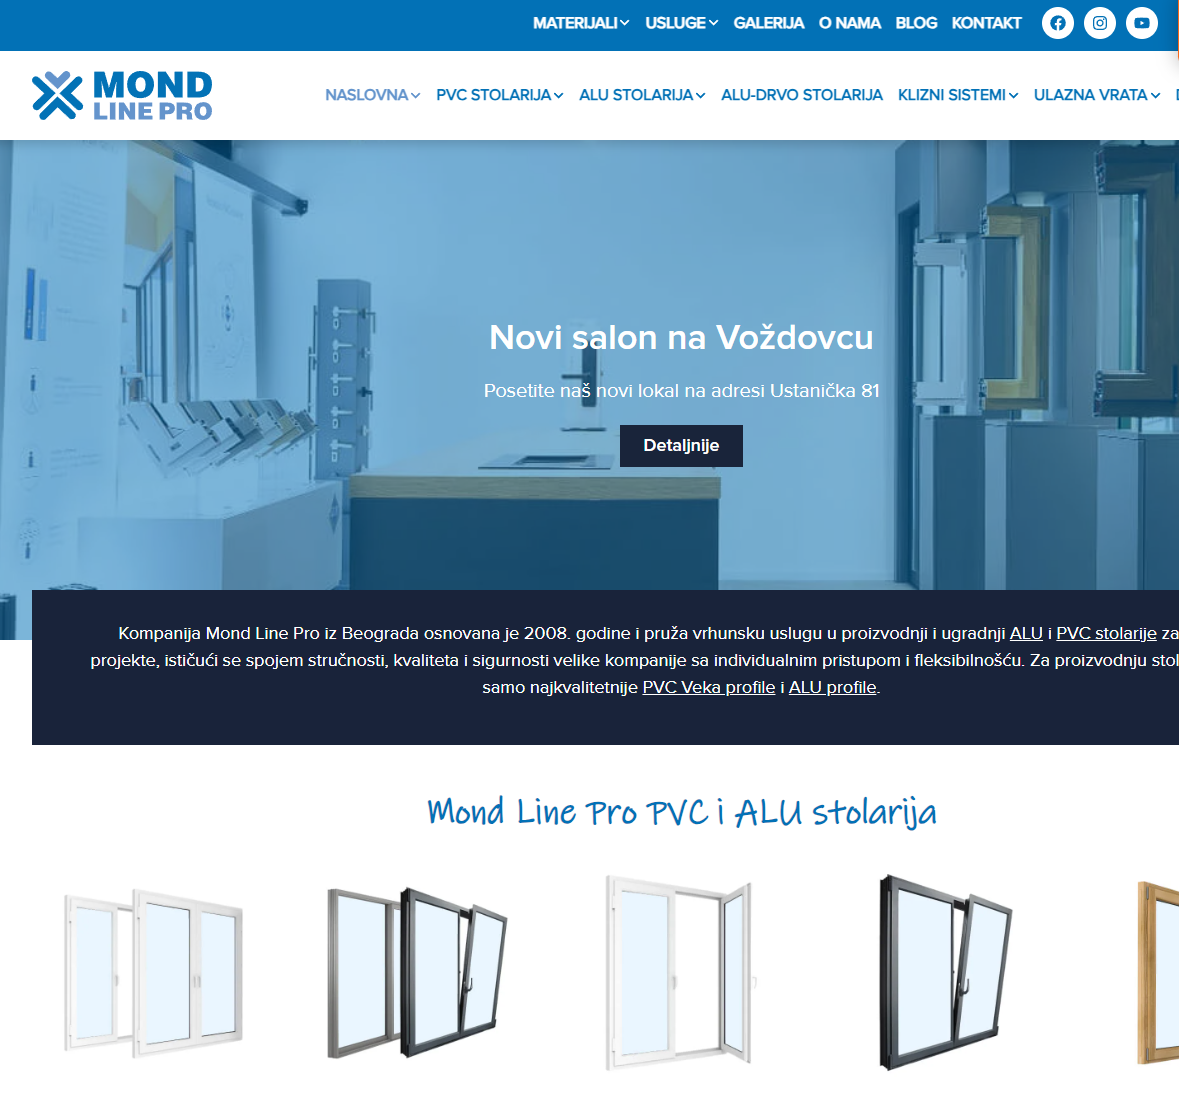 MATERIJALI USLUGE GALERIJA O NAMA BLOG KONTAKT
MOND
LINE PRO
NASLOVNA PVC STOLARIJA ALU STOLARIJA ALU-DRVO STOLARIJA KLIZNI SISTEMI ULAZNA VRATA
Novi salon na Voždovcu
Posetite naš novi lokal na adresi Ustanička 81
Detaljnije
Kompanija Mond Line Pro iz Beograda osnovana je 2008. godine i pruža vrhunsku uslugu u proizvodnji i ugradnji ALU i PVC stolarije za
projekte, ističući se spojem stručnosti, kvaliteta i sigurnosti velike kompanije sa individualnim pristupom i fleksibilnošću. Za proizvodnju
samo najkvalitetnije PVC Veka profile i ALU profile.
Mond Line Pro PVC i ALU stolarija